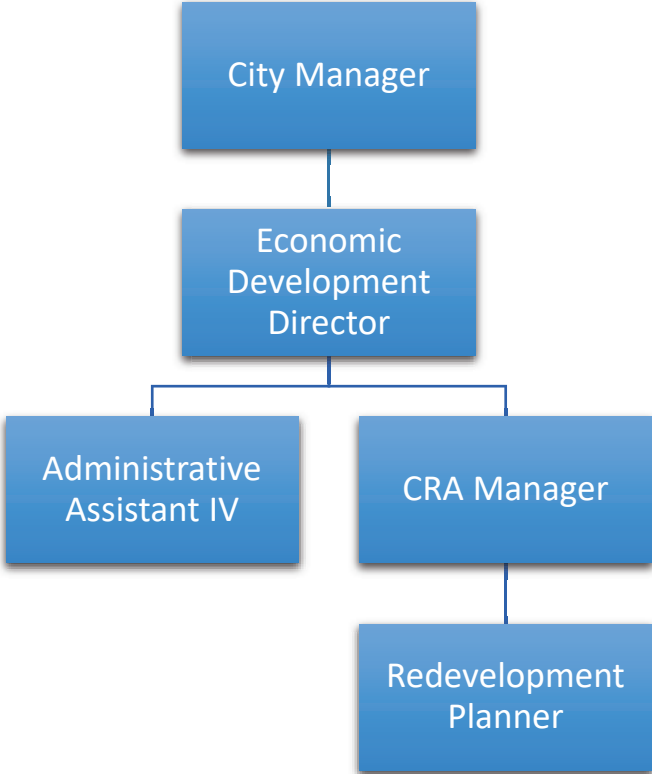 City Manager
Economic
Development
Director
Administrative
Assistant IV
CRA Manager
Redevelopment
Planner